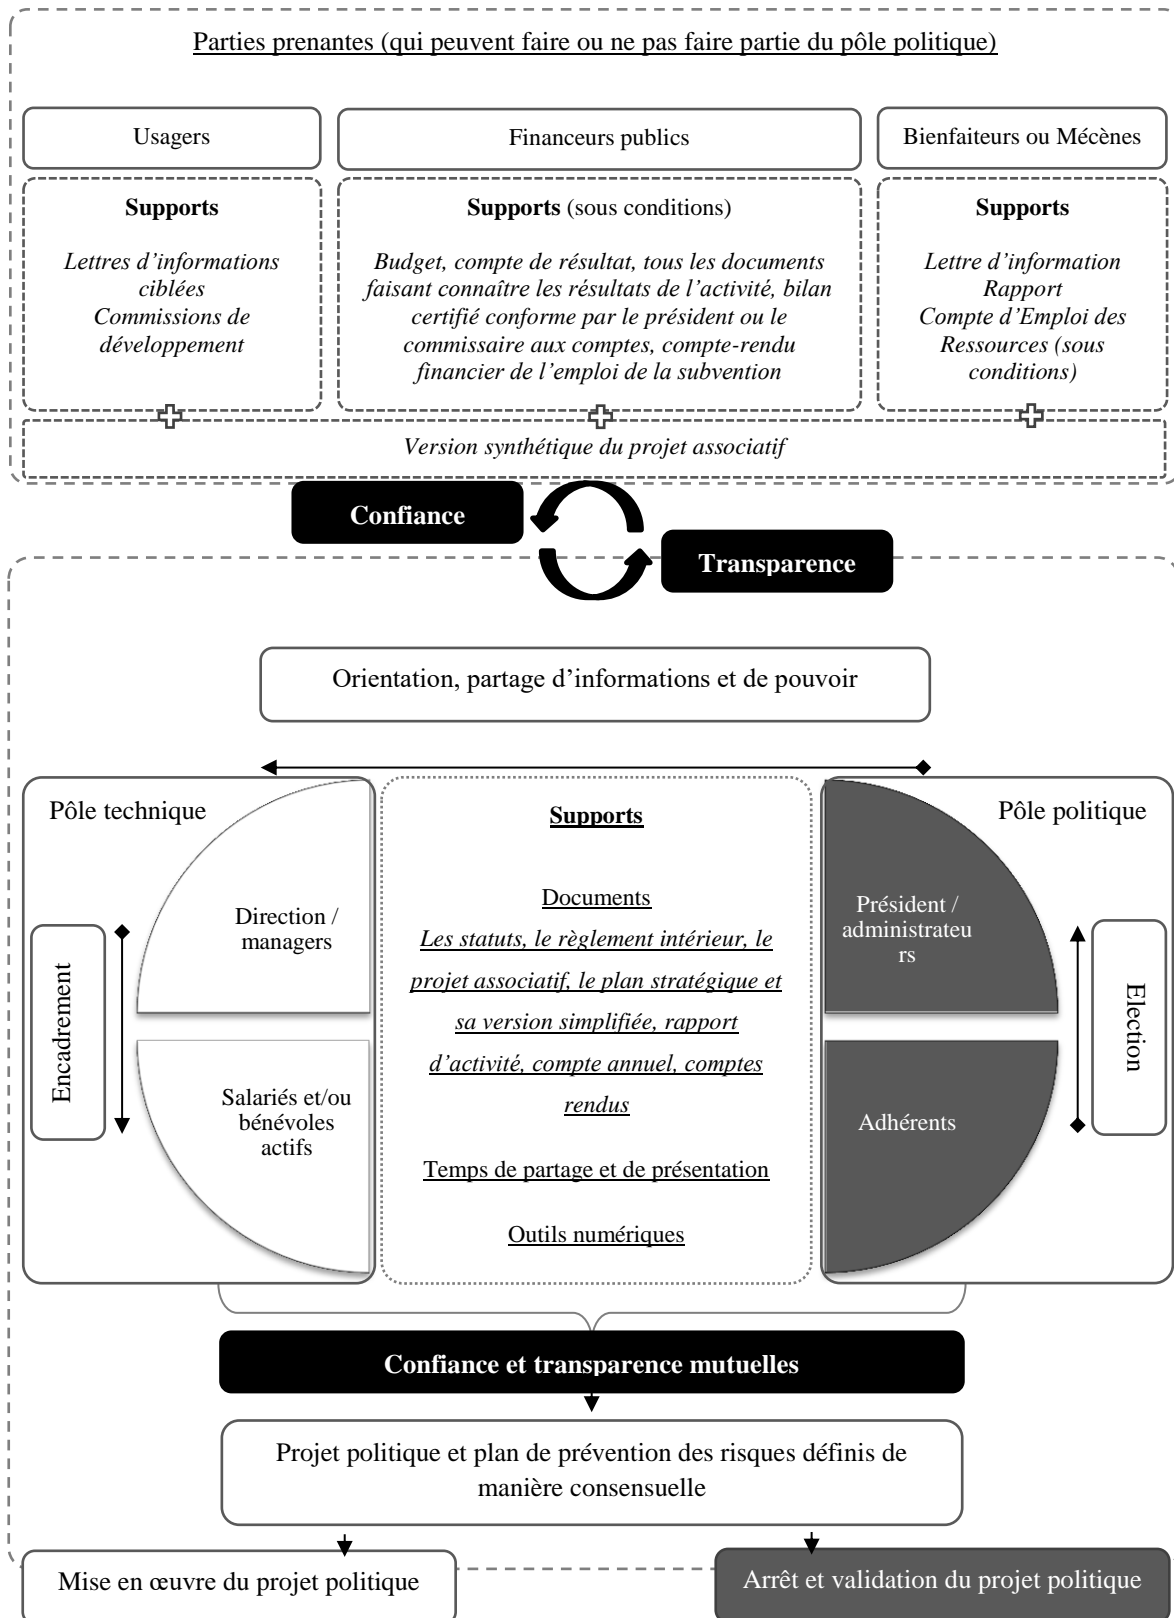 Parties prenantes (qui peuvent faire ou ne pas faire partie du pôle politique)
Usagers
Financeurs publics
Bienfaiteurs ou Mécènes
Supports
Lettres d’informations
ciblées
Commissions de
développement
Supports (sous conditions)
Budget, compte de résultat, tous les documents
faisant connaître les résultats de l’activité, bilan
certifié conforme par le président ou le
commissaire aux comptes, compte-rendu
financier de l’emploi de la subvention
Supports
Lettre d’information
Rapport
Compte d’Emploi des
Ressources (sous
conditions)
Version synthétique du projet associatif
Confiance
Transparence
Orientation, partage d’informations et de pouvoir
Pôle technique
Encadrement
Direction /
managers
Salariés et/ou
bénévoles
actifs
Supports
Documents
Les statuts, le règlement intérieur, le
projet associatif, le plan stratégique et
sa version simplifiée, rapport
d’activité, compte annuel, comptes
rendus
Temps de partage et de présentation
Outils numériques
Pôle politique
Président /
administrateu
rs
Adhérents
Election
Confiance et transparence mutuelles
Projet politique et plan de prévention des risques définis de
manière consensuelle
Mise en œuvre du projet politique
Arrêt et validation du projet politique